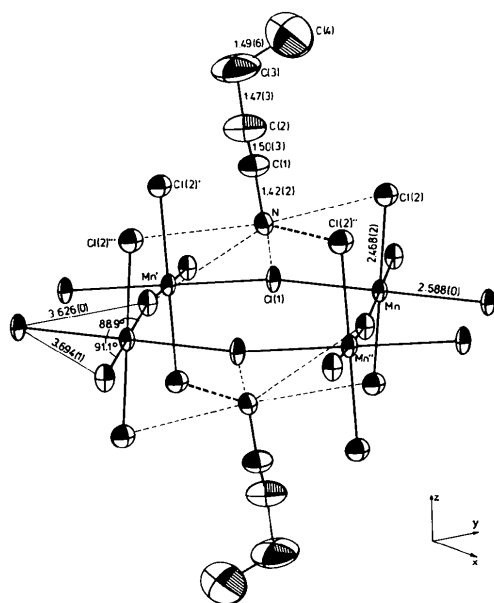 1.49(6)
C(4)
C(3)
1.47(3)
C(2)
1.50(3)
C(1)
Cl(2)'
1.42(2)
Cl(2)
N
Cl(2)'''
Cl(2)''
2.468(2)
Mn'
Cl(1)
Mn
2.588(0)
3.626(0)
88.9°
91.1°
3.694(1)
Mn''
z
y
x